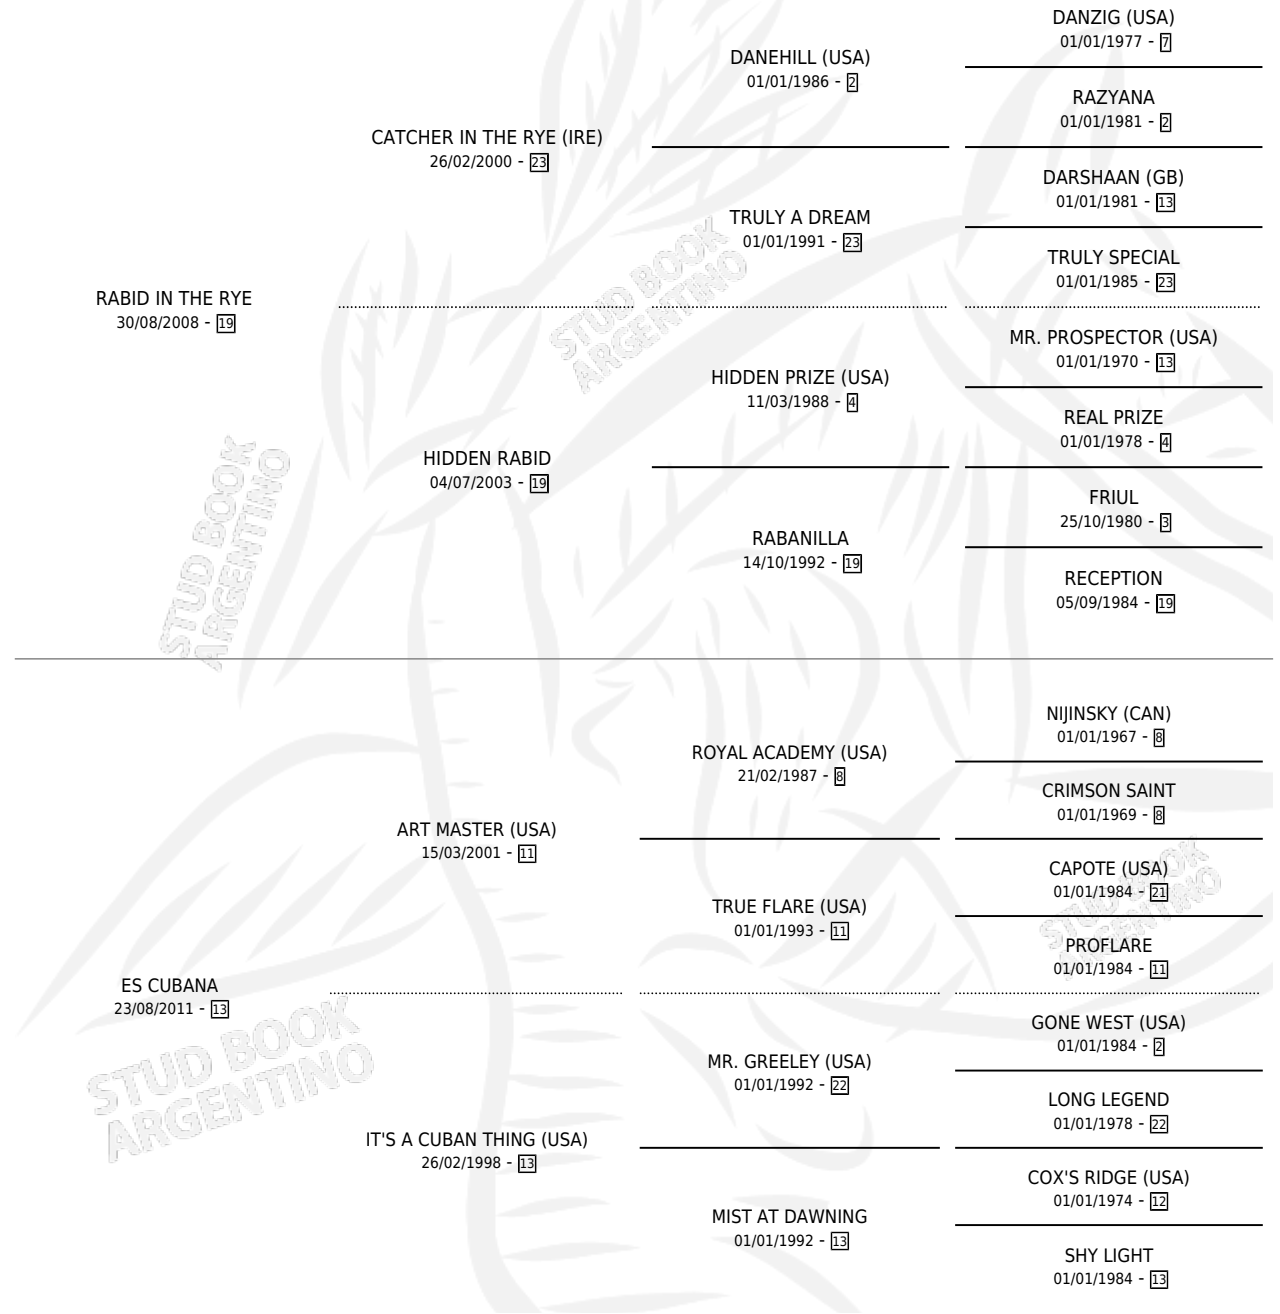 DANZIG (USA)
01/01/1977 - 7
DANEHILL (USA)
01/01/1986 - 2
RAZYANA
01/01/1981 - 2
CATCHER IN THE RYE (IRE)
26/02/2000 - 23
DARSHAAN (GB)
01/01/1981 - 13
TRULY A DREAM
01/01/1991 - 23
TRULY SPECIAL
01/01/1985 - 23
RABID IN THE RYE
30/08/2008 - 19
MR. PROSPECTOR (USA)
01/01/1970 - 13
HIDDEN PRIZE (USA)
11/03/1988 - 4
REAL PRIZE
01/01/1978 - 4
HIDDEN RABID
04/07/2003 - 19
FRIUL
25/10/1980 - 3
RABANILLA
14/10/1992 - 19
RECEPTION
05/09/1984 - 19
STUD BOOK
ARGENTINO
STUD BOOK
ARGENTINO
NIJINSKY (CAN)
01/01/1967 - 8
ROYAL ACADEMY (USA)
21/02/1987 - 8
CRIMSON SAINT
01/01/1969 - 8
ART MASTER (USA)
15/03/2001 - 11
CAPOTE (USA)
01/01/1984 - 21
TRUE FLARE (USA)
01/01/1993 - 11
PROFLARE
01/01/1984 - 11
ES CUBANA
23/08/2011 - 13
GONE WEST (USA)
01/01/1984 - 2
MR. GREELEY (USA)
01/01/1992 - 22
LONG LEGEND
01/01/1978 - 22
IT'S A CUBAN THING (USA)
26/02/1998 - 13
COX'S RIDGE (USA)
01/01/1974 - 12
MIST AT DAWNING
01/01/1992 - 13
SHY LIGHT
01/01/1984 - 13
STUD BOOK
ARGENTINO
STUD BOOK
ARGENTINO